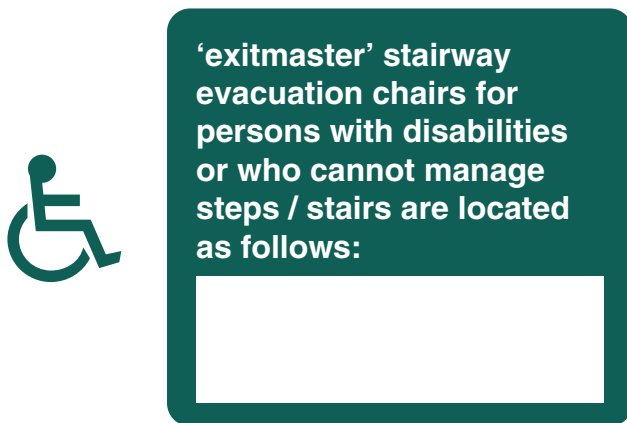 ‘exitmaster’ stairway
evacuation chairs for
persons with disabilities
or who cannot manage
steps / stairs are located
as follows: